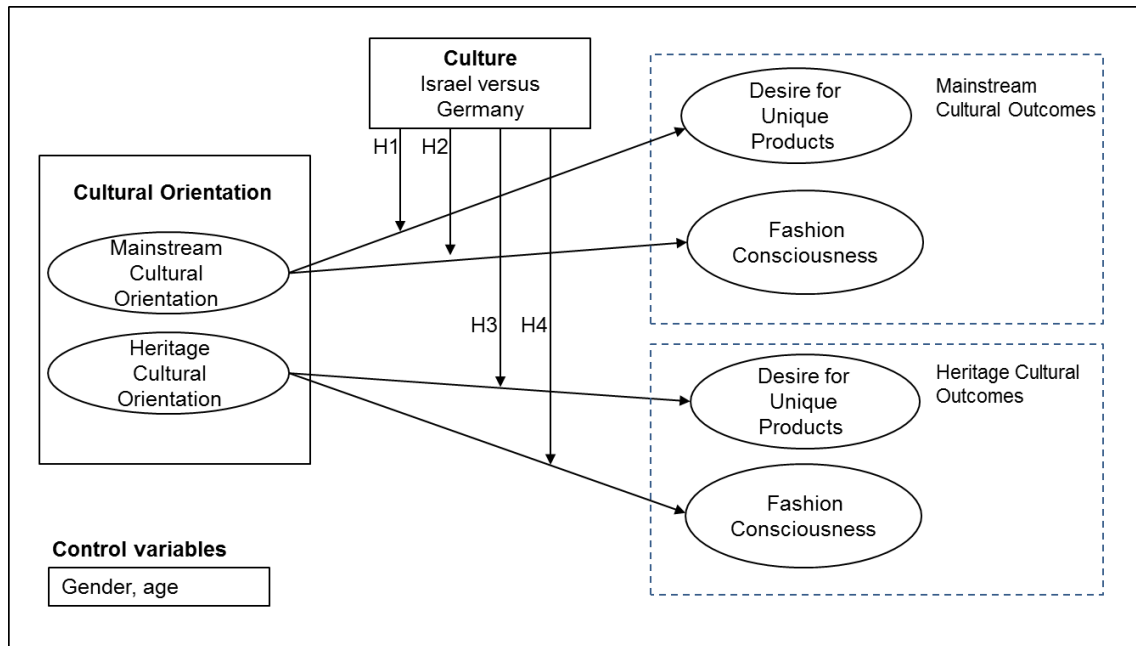 Culture
Israel versus
Germany
H1
H2
H3
H4
Cultural Orientation
Mainstream
Cultural
Orientation
Heritage
Cultural
Orientation
Control variables
Gender, age
Desire for
Unique
Products
Mainstream
Cultural Outcomes
Fashion
Consciousness
Desire for
Unique
Products
Heritage Cultural
Outcomes
Fashion
Consciousness